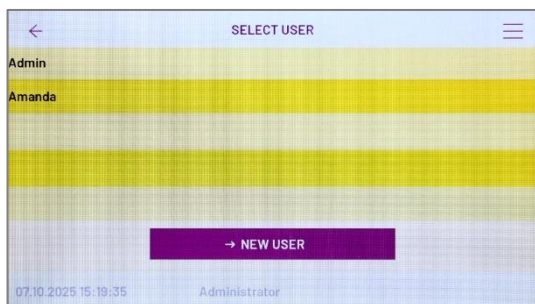 ← SELECT USER
Admin
Amanda
→ NEW USER
07.10.2025 15:19:35 Administrator